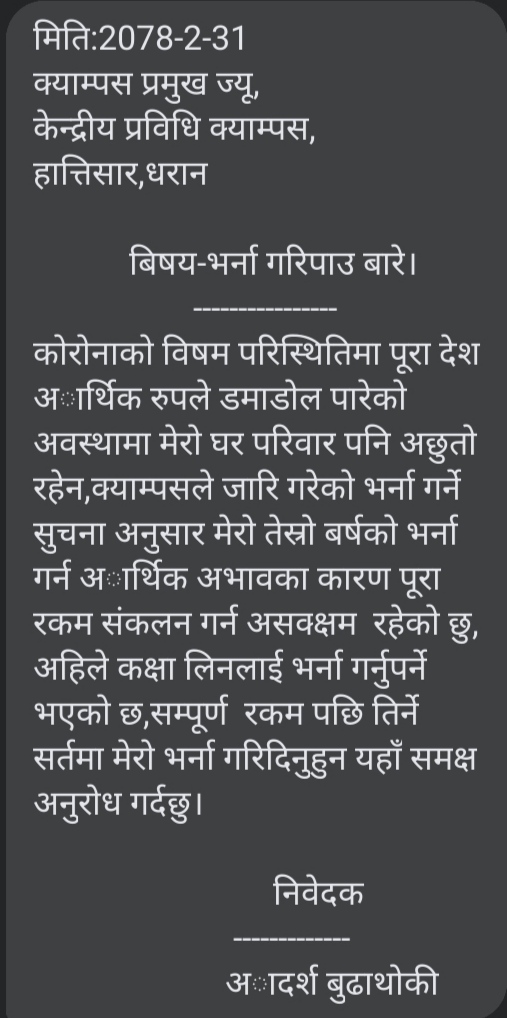 मिति:2078-2-31
क्याम्पस प्रमुख ज्यू,
केन्द्रीय प्रविधि क्याम्पस,
हात्तिसार,धरान
बिषय-भर्ना गरिपाउ बारे।
----------------
कोरोनाको विषम परिस्थितिमा पूरा देश
अार्थिक रुपले डमाडोल पारेको
अवस्थामा मेरो घर परिवार पनि अछुतो
रहेन,क्याम्पसले जारि गरेको भर्ना गर्ने
सुचना अनुसार मेरो तेस्रो बर्षको भर्ना
गर्न अार्थिक अभावका कारण पूरा
रकम संकलन गर्न असक्षम रहेको छु,
अहिले कक्षा लिनलाई भर्ना गर्नुपर्ने
भएको छ,सम्पूर्ण रकम पछि तिर्ने
सर्तमा मेरो भर्ना गरिदिनुहुन यहाँ समक्ष
अनुरोध गर्दछु।
निवेदक
-------------
अादर्श बुढाथोकी